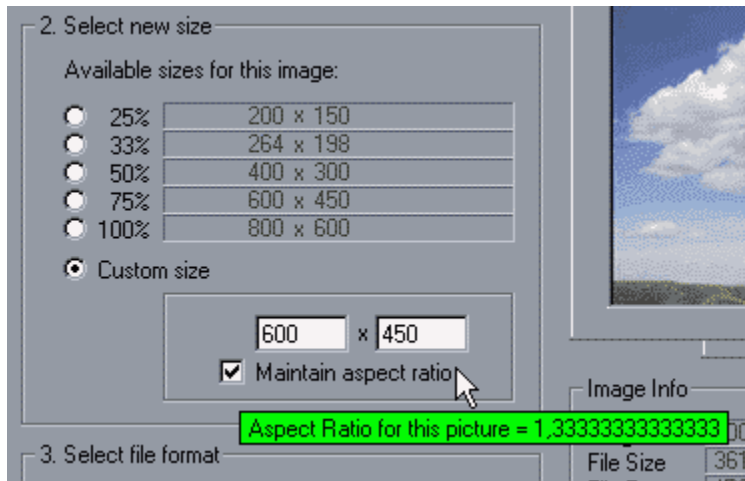 2. Select new size
Available sizes for this image:
25% 200 x 150
33% 264 x 198
50% 400 x 300
75% 600 x 450
100% 800 x 600
Custom size
600 x 450
Maintain aspect ratio
Aspect Ratio for this picture = 1,33333333333333
3. Select file format
Image Info
File Size 361